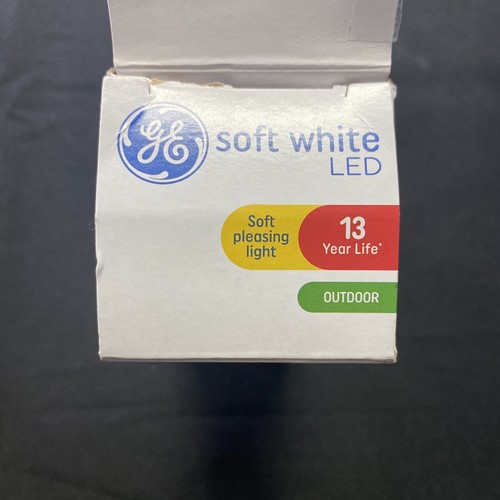 GE
soft white
LED
Soft
pleasing
light
13
Year Life*
OUTDOOR